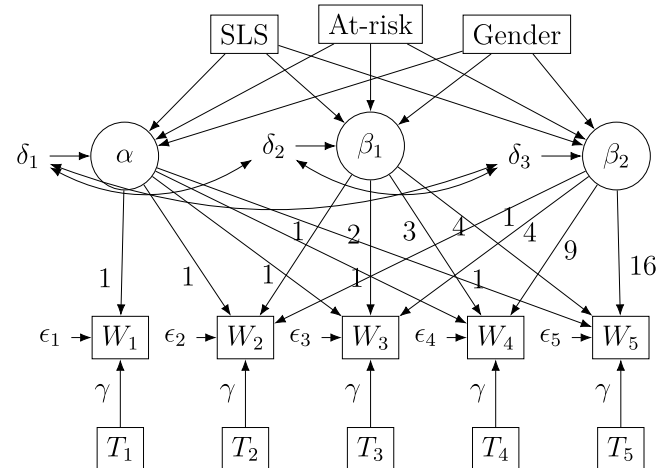 SLS At-risk Gender
δ1 α δ2 β1 δ3 β2
1 2 3 4 4 1
1 1 1 1 1 9 16
ϵ1 W1 ϵ2 W2 ϵ3 W3 ϵ4 W4 ϵ5 W5
γ γ γ γ γ
T1 T2 T3 T4 T5